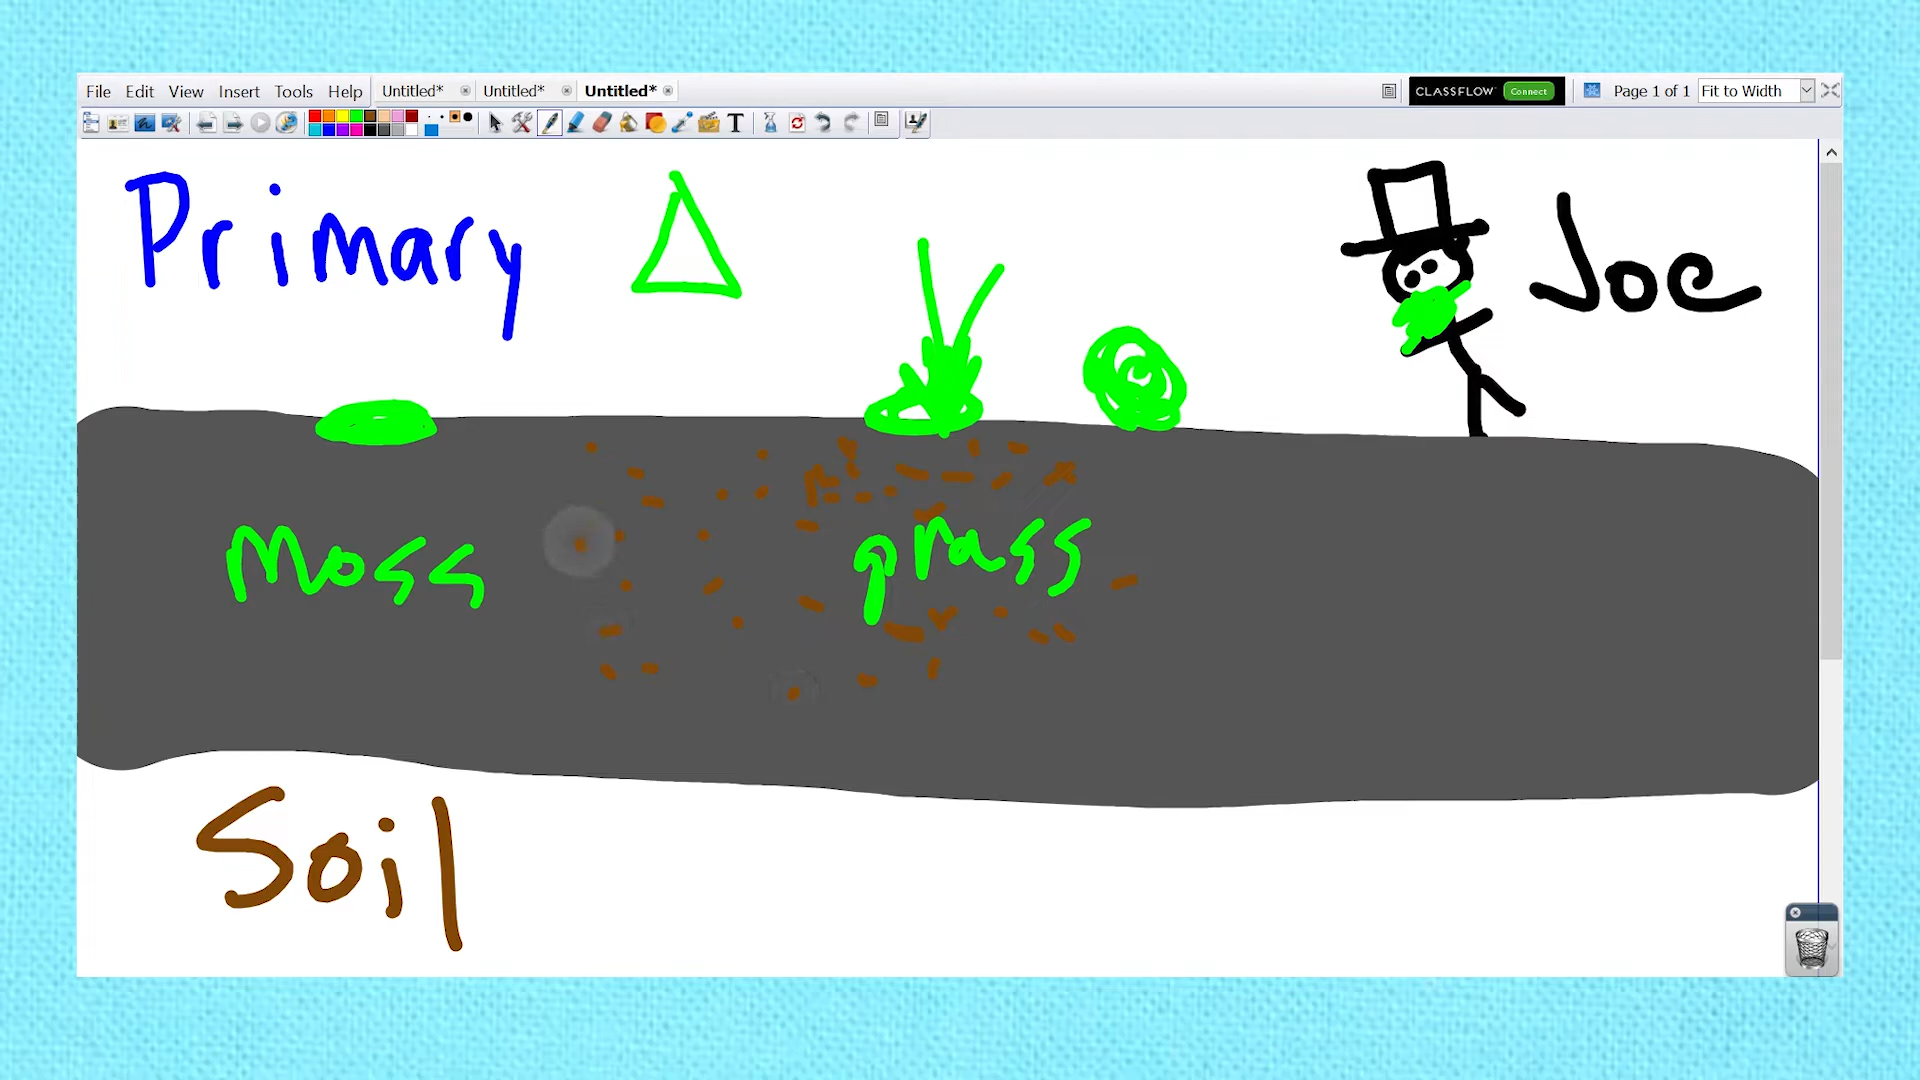 File Edit View Insert Tools Help Untitled* Untitled* Untitled* CLASSFLOW Connect Page 1 of 1 Fit to Width
T
Primary
Δ
Joe
Moss
grass
Soil